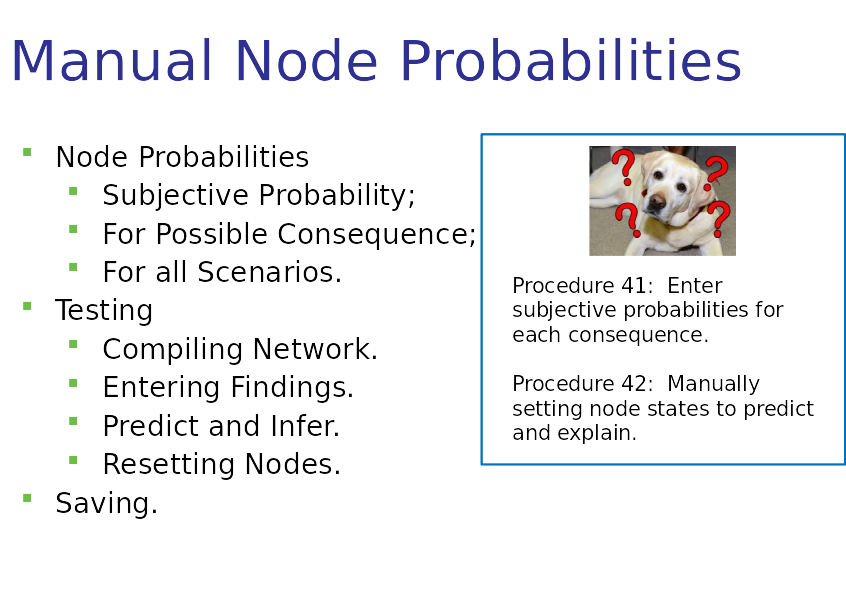 Manual Node Probabilities
Node Probabilities
Subjective Probability;
For Possible Consequence;
For all Scenarios.
Testing
Compiling Network.
Entering Findings.
Predict and Infer.
Resetting Nodes.
Saving.
? ? ? ?
Procedure 41:  Enter
subjective probabilities for
each consequence.
Procedure 42:  Manually
setting node states to predict
and explain.